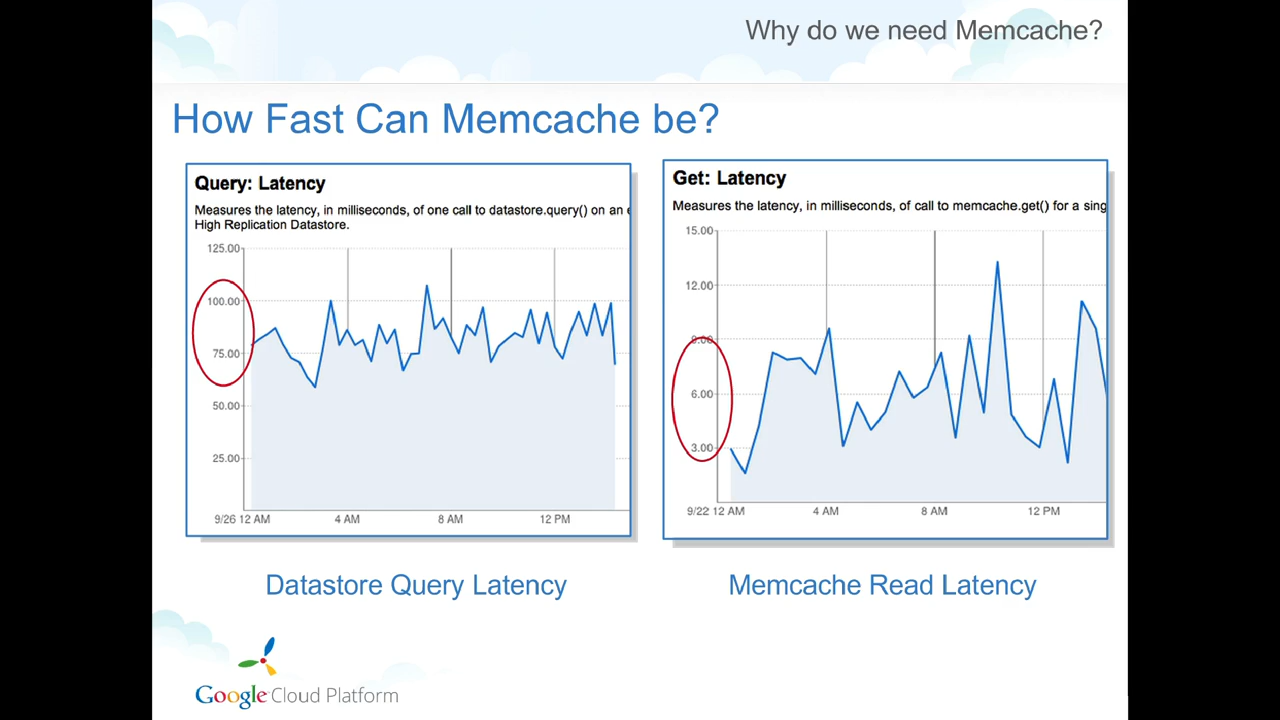 Why do we need Memcache?
How Fast Can Memcache be?
Query: Latency
Measures the latency, in milliseconds, of one call to datastore.query() on an
High Replication Datastore.
125.00
100.00
75.00
50.00
25.00
9/26 12 AM 4 AM 8 AM 12 PM
Datastore Query Latency
Get: Latency
Measures the latency, in milliseconds, of call to memcache.get() for a sing
15.00
12.00
9.00
6.00
3.00
9/22 12 AM 4 AM 8 AM 12 PM
Memcache Read Latency
Google Cloud Platform